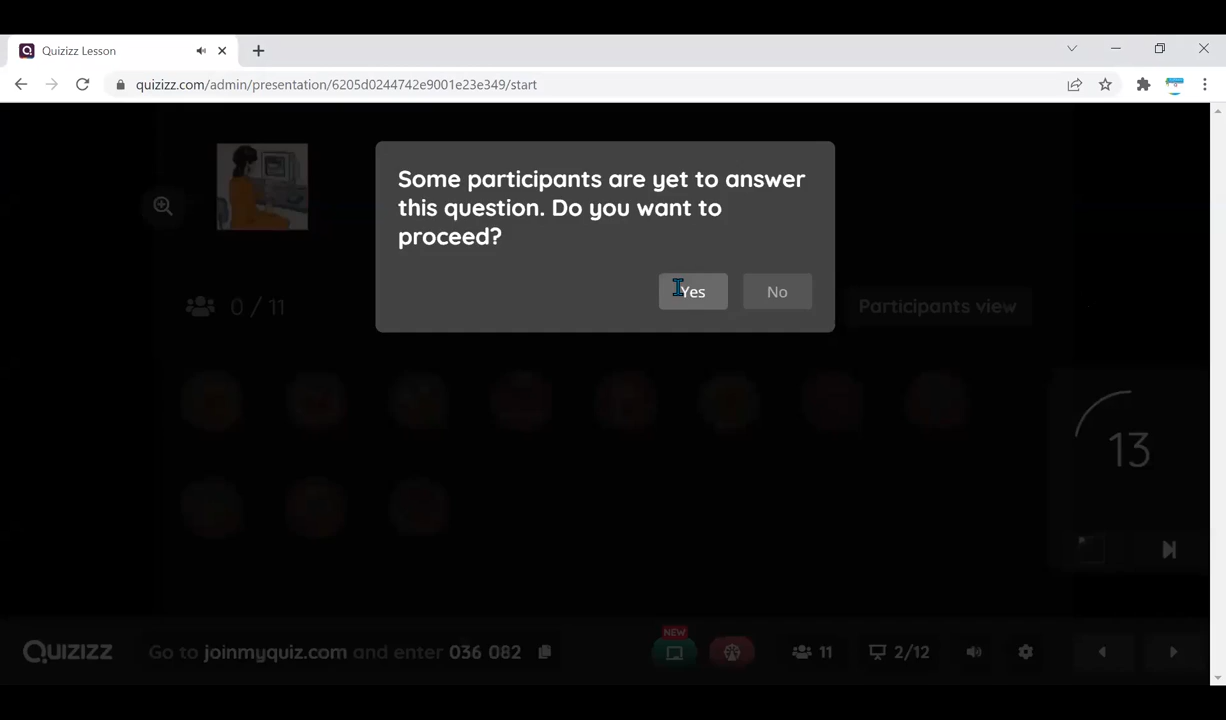 Quizizz Lesson
quizizz.com/admin/presentation/6205d0244742e9001e23e349/start
Some participants are yet to answer
this question. Do you want to
proceed?
Yes
No
0 / 11
Participants view
13
QUIZIZZ
Go to joinmyquiz.com and enter 036 082
NEW
11
2/12